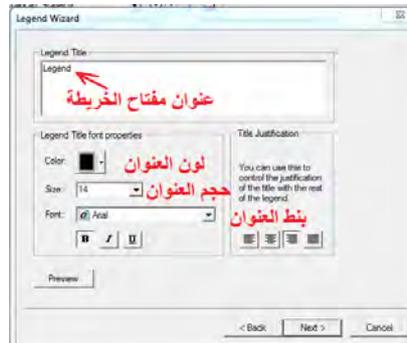 Legend Wizard
Legend Title
Legend
عنوان مفتاح الخريطة
Legend Title font properties
Color:
لون العنوان
Size:
14
حجم العنوان
Font:
Arial
بنط العنوان
B I U
Title Justification
You can use this to
control the justification
of the title with the rest
of the legend.
Preview
< Back
Next >
Cancel